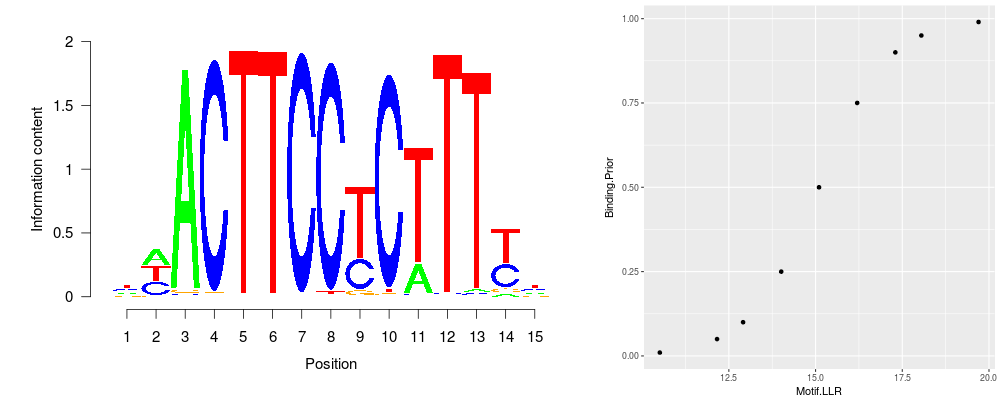 2
1.5
1
0.5
0
Information content
1 2 3 4 5 6 7 8 9 10 11 12 13 14 15
Position
A
T
C
A
C
T
T
C
C
T
C
C
T
A
T
T
T
C
1.00
0.75
0.50
0.25
0.00
Binding.Prior
12.5 15.0 17.5 20.0
Motif.LLR